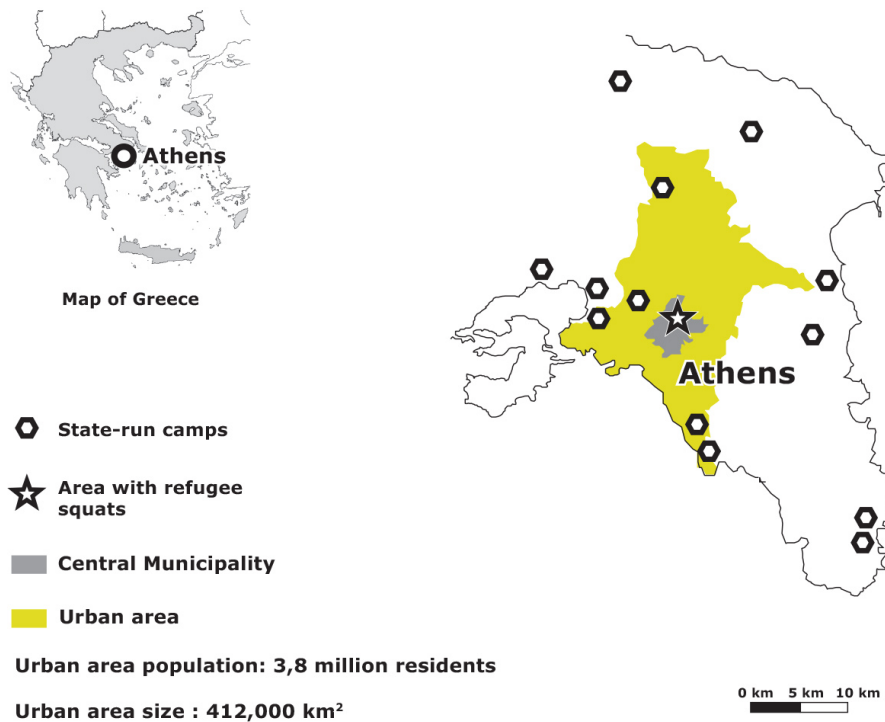 Athens
Map of Greece
Athens
State-run camps
Area with refugee
squats
Central Municipality
Urban area
Urban area population: 3,8 million residents
Urban area size : 412,000 km²
0 km 5 km 10 km